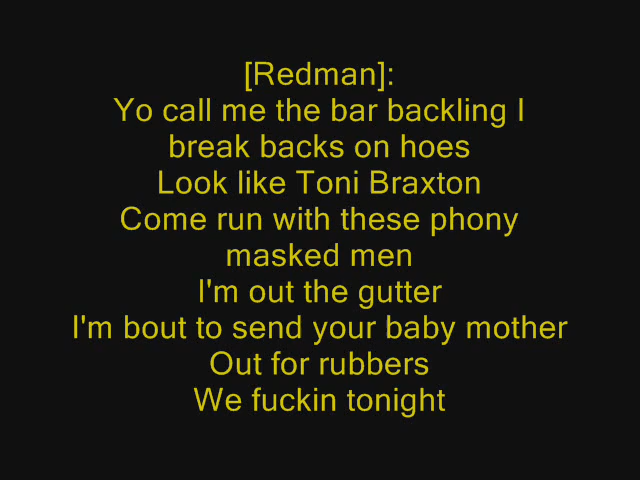 [Redman]:
Yo call me the bar backling I
break backs on hoes
Look like Toni Braxton
Come run with these phony
masked men
I'm out the gutter
I'm bout to send your baby mother
Out for rubbers
We fuckin tonight